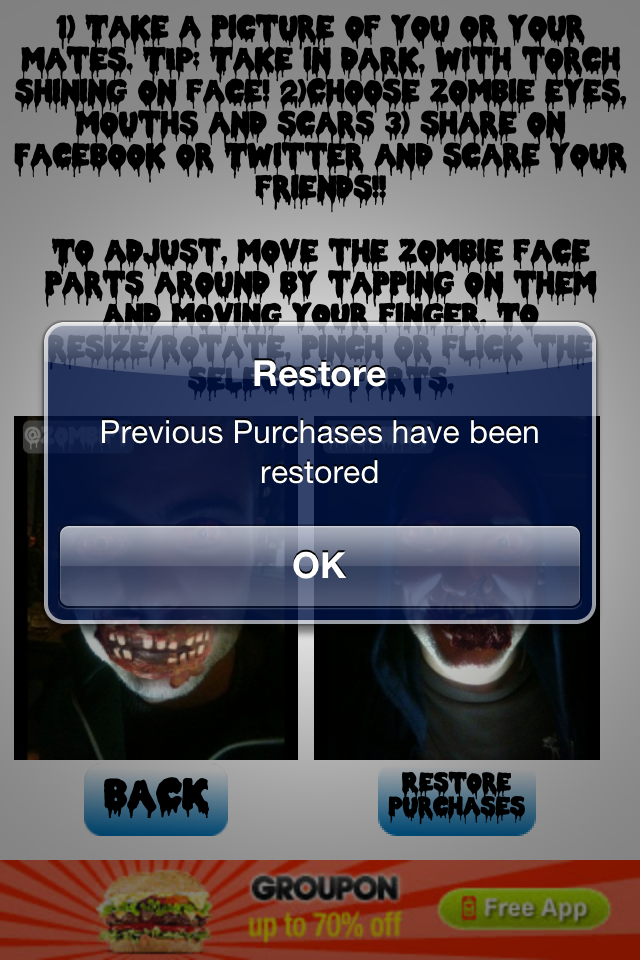 1) TAKE A PICTURE OF YOU OR YOUR
MATES. TIP: TAKE IN DARK, WITH TORCH
SHINING ON FACE! 2)CHOOSE ZOMBIE EYES,
MOUTHS AND SCARS 3) SHARE ON
FACEBOOK OR TWITTER AND SCARE YOUR
FRIENDS!!
TO ADJUST, MOVE THE ZOMBIE FACE
PARTS AROUND BY TAPPING ON THEM
AND MOVING YOUR FINGER. TO
RESIZE/ROTATE, PINCH OR FLICK THE
Restore
Previous Purchases have been
restored
OK
BACK
RESTORE
PURCHASES
GROUPON
up to 70% off
Free App